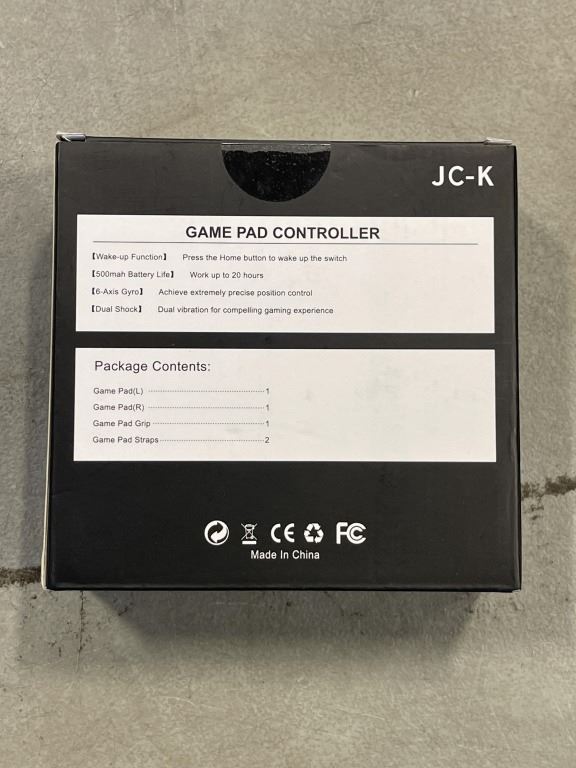 JC-K
GAME PAD CONTROLLER
【Wake-up Function】 Press the Home button to wake up the switch
【500mah Battery Life】 Work up to 20 hours
【6-Axis Gyro】 Achieve extremely precise position control
【Dual Shock】 Dual vibration for compelling gaming experience
Package Contents:
Game Pad(L) ........................................ 1
Game Pad(R) ........................................ 1
Game Pad Grip ........................................ 1
Game Pad Straps ........................................ 2
CE FC
Made In China